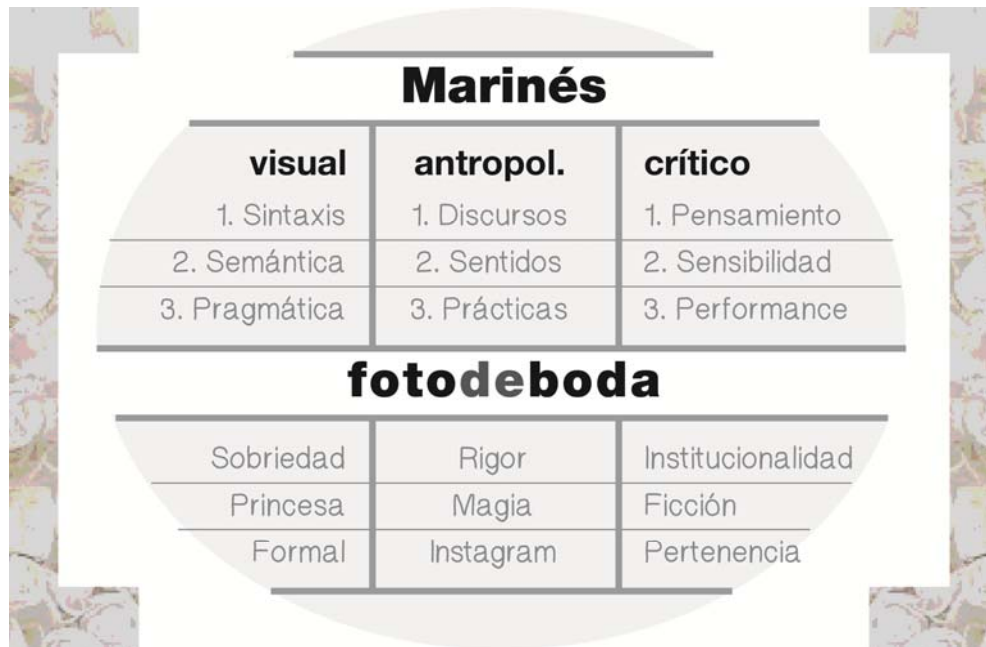 Marinés
visual antropol. crítico
1. Sintaxis 1. Discursos 1. Pensamiento
2. Semántica 2. Sentidos 2. Sensibilidad
3. Pragmática 3. Prácticas 3. Performance
fotodeboda
Sobriedad Rigor Institucionalidad
Princesa Magia Ficción
Formal Instagram Pertenencia